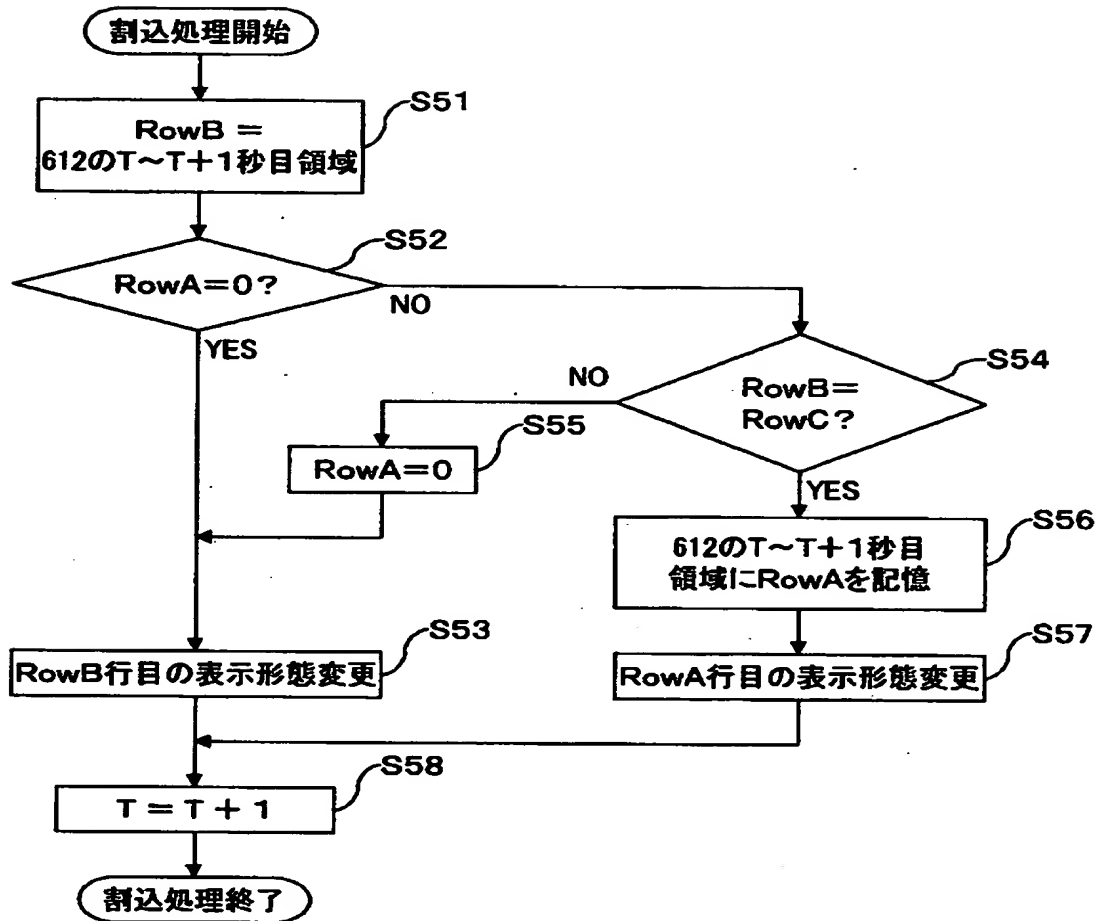 割込処理開始
S51
RowB =
612のT~T+1秒目領域
S52
RowA=0?
NO
YES
S54
RowB=
RowC?
NO
S55
RowA=0
YES
S56
612のT~T+1秒目
領域にRowAを記憶
S53
RowB行目の表示形態変更
S57
RowA行目の表示形態変更
S58
T=T+1
割込処理終了